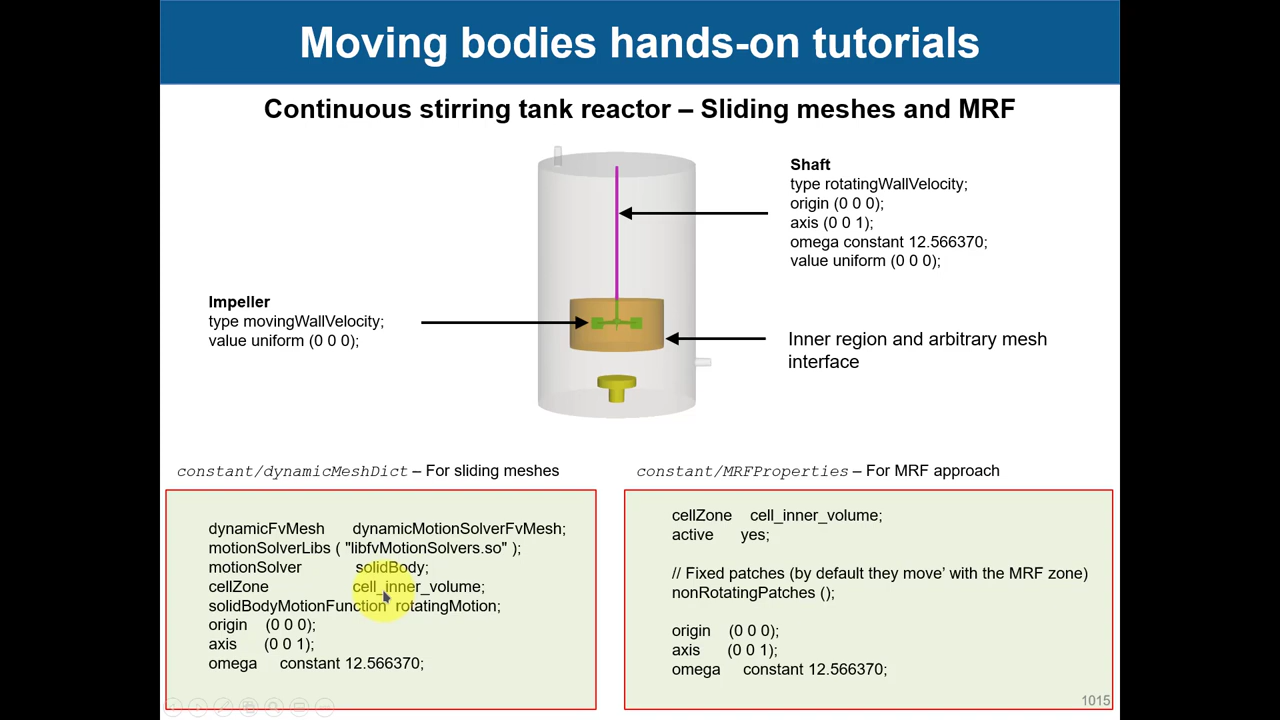 Moving bodies hands-on tutorials
Continuous stirring tank reactor – Sliding meshes and MRF
Shaft
type rotatingWallVelocity;
origin (0 0 0);
axis (0 0 1);
omega constant 12.566370;
value uniform (0 0 0);
Impeller
type movingWallVelocity;
value uniform (0 0 0);
Inner region and arbitrary mesh
interface
constant/dynamicMeshDict – For sliding meshes
dynamicFvMesh dynamicMotionSolverFvMesh;
motionSolverLibs ( "libfvMotionSolvers.so" );
motionSolver solidBody;
cellZone cell_inner_volume;
solidBodyMotionFunction rotatingMotion;
origin (0 0 0);
axis (0 0 1);
omega constant 12.566370;
constant/MRFProperties – For MRF approach
cellZone cell_inner_volume;
active yes;
// Fixed patches (by default they move' with the MRF zone)
nonRotatingPatches ();
origin (0 0 0);
axis (0 0 1);
omega constant 12.566370;
1015